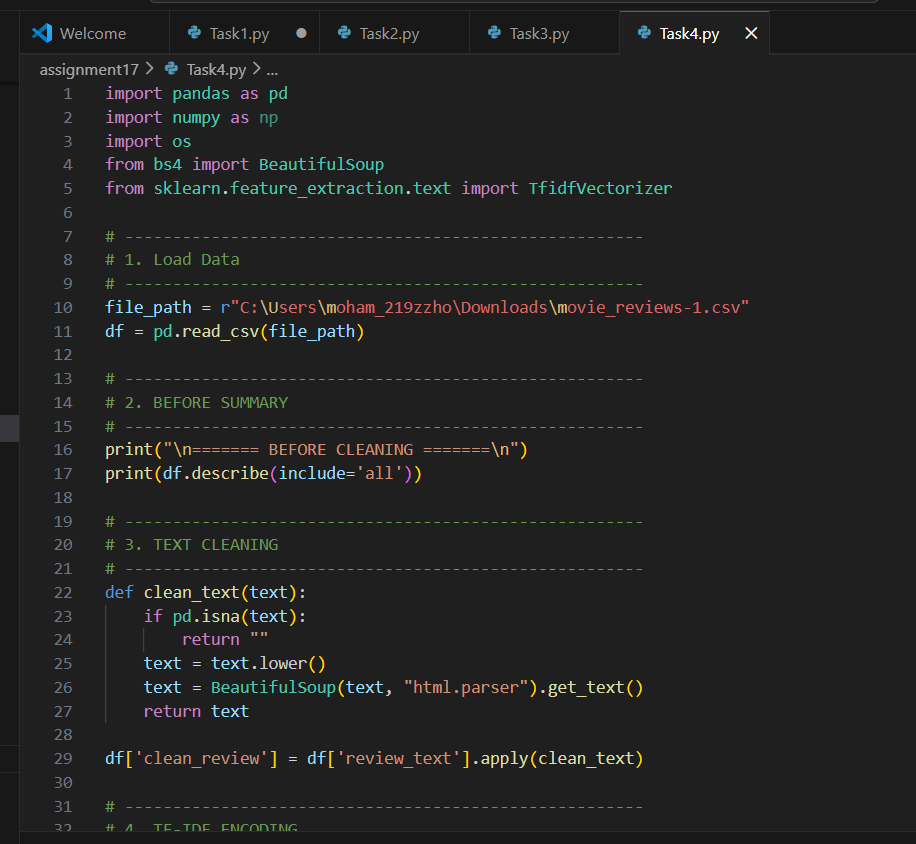 Welcome
Task1.py
Task2.py
Task3.py
Task4.py
assignment17 > Task4.py > ...
1 import pandas as pd
2 import numpy as np
3 import os
4 from bs4 import BeautifulSoup
5 from sklearn.feature_extraction.text import TfidfVectorizer
6
7 # ------------------------------------------------------
8 # 1. Load Data
9 # ------------------------------------------------------
10 file_path = r"C:\Users\moham_219zzho\Downloads\movie_reviews-1.csv"
11 df = pd.read_csv(file_path)
12
13 # ------------------------------------------------------
14 # 2. BEFORE SUMMARY
15 # ------------------------------------------------------
16 print("\n======= BEFORE CLEANING =======\n")
17 print(df.describe(include='all'))
18
19 # ------------------------------------------------------
20 # 3. TEXT CLEANING
21 # ------------------------------------------------------
22 def clean_text(text):
23     if pd.isna(text):
24         return ""
25     text = text.lower()
26     text = BeautifulSoup(text, "html.parser").get_text()
27     return text
28
29 df['clean_review'] = df['review_text'].apply(clean_text)
30
31 # ------------------------------------------------------
32 # 4. TF-IDF ENCODING